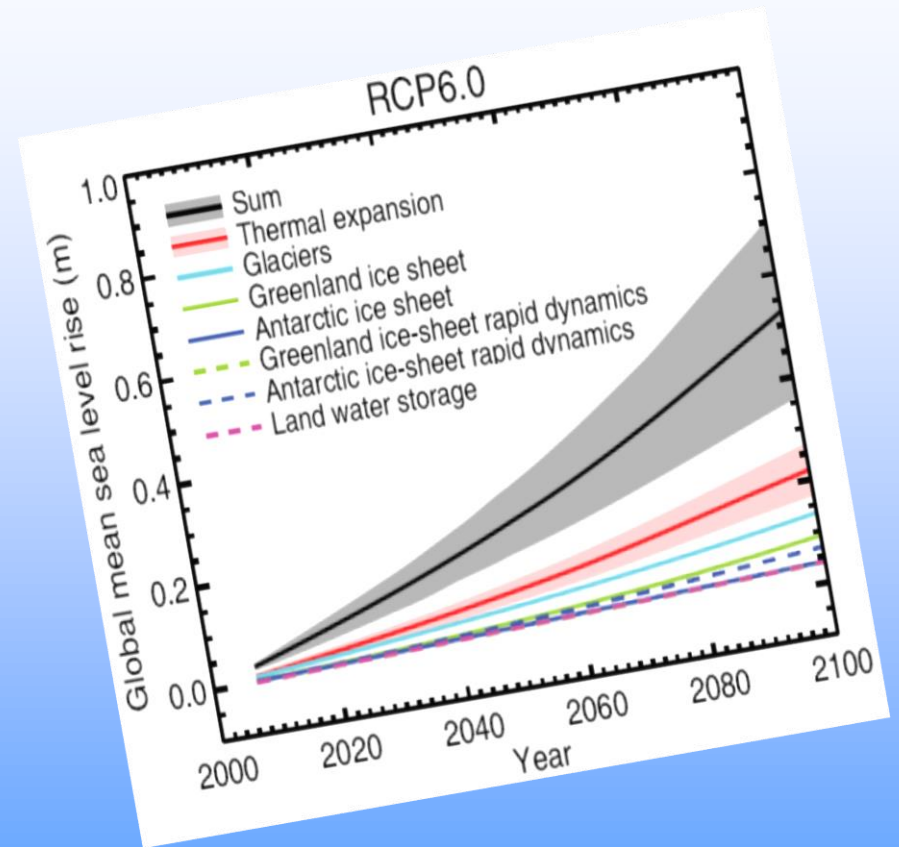 RCP6.0
Global mean sea level rise (m)
1.0
0.8
0.6
0.4
0.2
0.0
Sum
Thermal expansion
Glaciers
Greenland ice sheet
Antarctic ice sheet
Greenland ice-sheet rapid dynamics
Antarctic ice-sheet rapid dynamics
Land water storage
2000 2020 2040 2060 2080 2100
Year